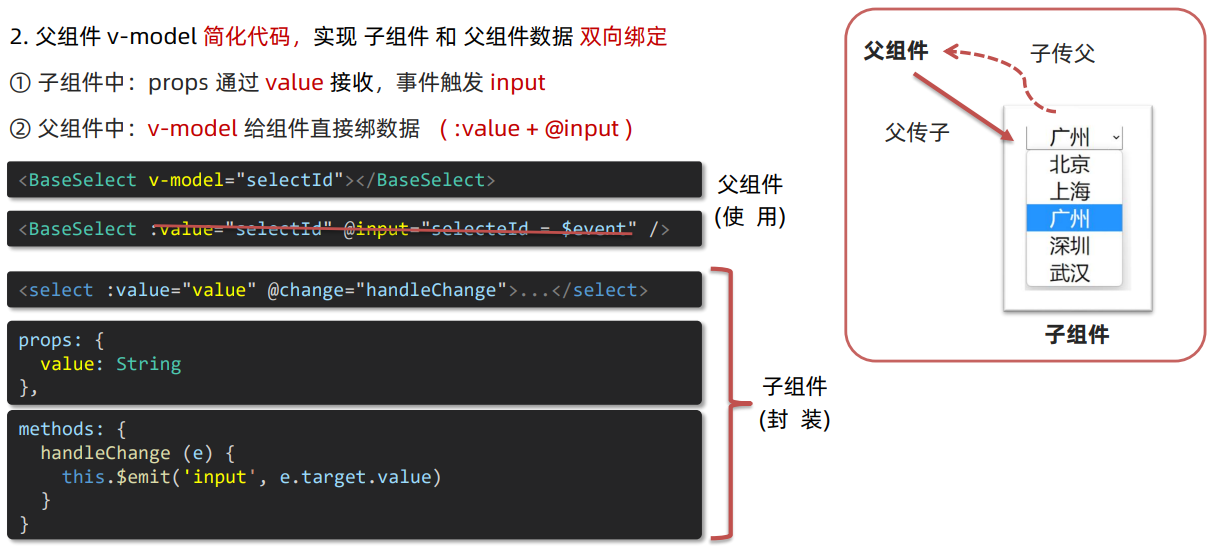 2. 父组件 v-model 简化代码，实现 子组件 和 父组件数据 双向绑定
① 子组件中：props 通过 value 接收，事件触发 input
② 父组件中：v-model 给组件直接绑数据 ( :value + @input )
<BaseSelect v-model="selectId"></BaseSelect>
<BaseSelect :value="selectId" @input="selecteId = $event" />
父组件
(使 用)
<select :value="value" @change="handleChange">...</select>
props: {
value: String
},
methods: {
handleChange (e) {
this.$emit('input', e.target.value)
}
}
子组件
(封 装)
父组件
子传父
父传子
广州
北京
上海
广州
深圳
武汉
子组件